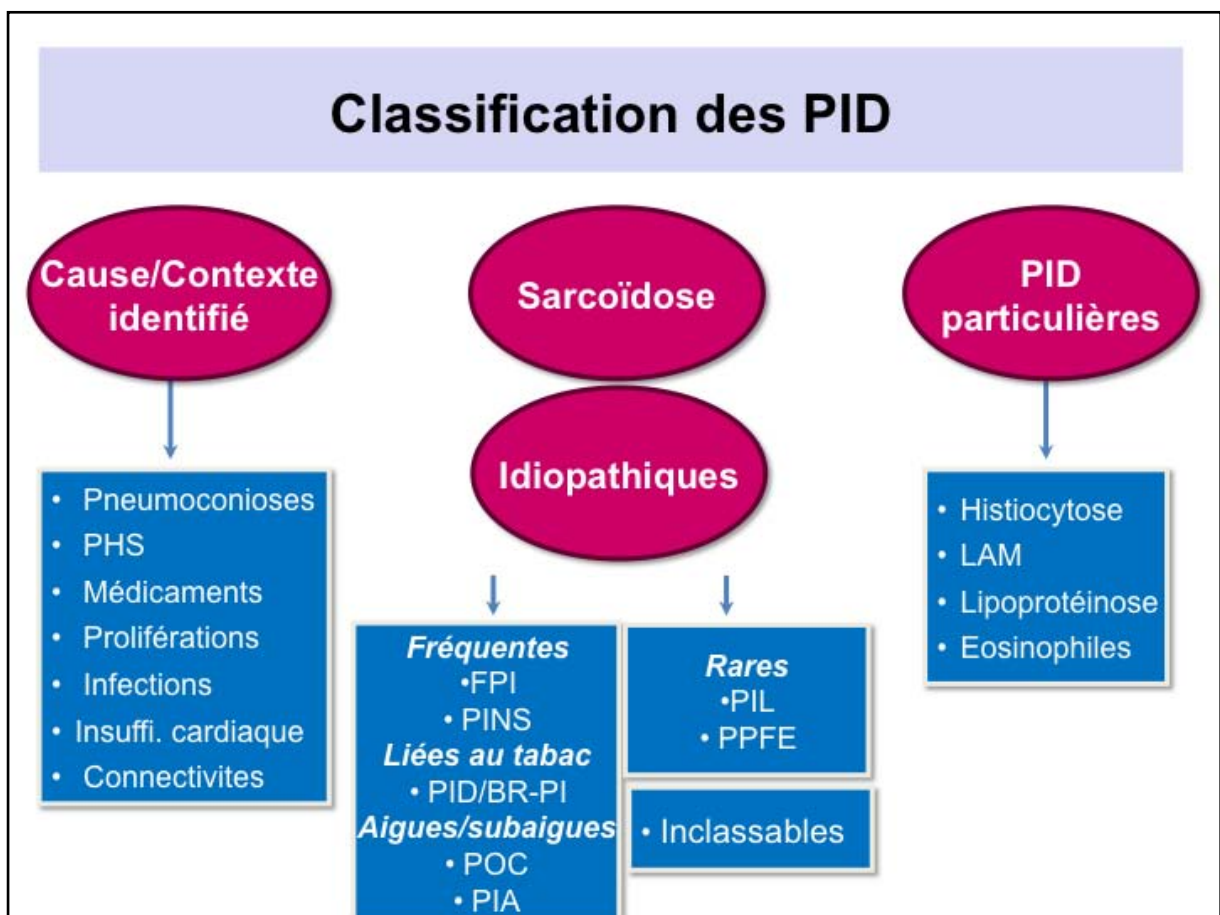 Classification des PID
Cause/Contexte
identifié
Sarcoïdose
PID
particulières
Idiopathiques
• Pneumoconioses
• PHS
• Médicaments
• Proliférations
• Infections
• Insuffi. cardiaque
• Connectivites
Fréquentes
•FPI
• PINS
Liées au tabac
• PID/BR-PI
Aigues/subaigues
• POC
• PIA
Rares
•PIL
• PPFE
• Inclassables
• Histiocytose
• LAM
• Lipoprotéinose
• Eosinophiles